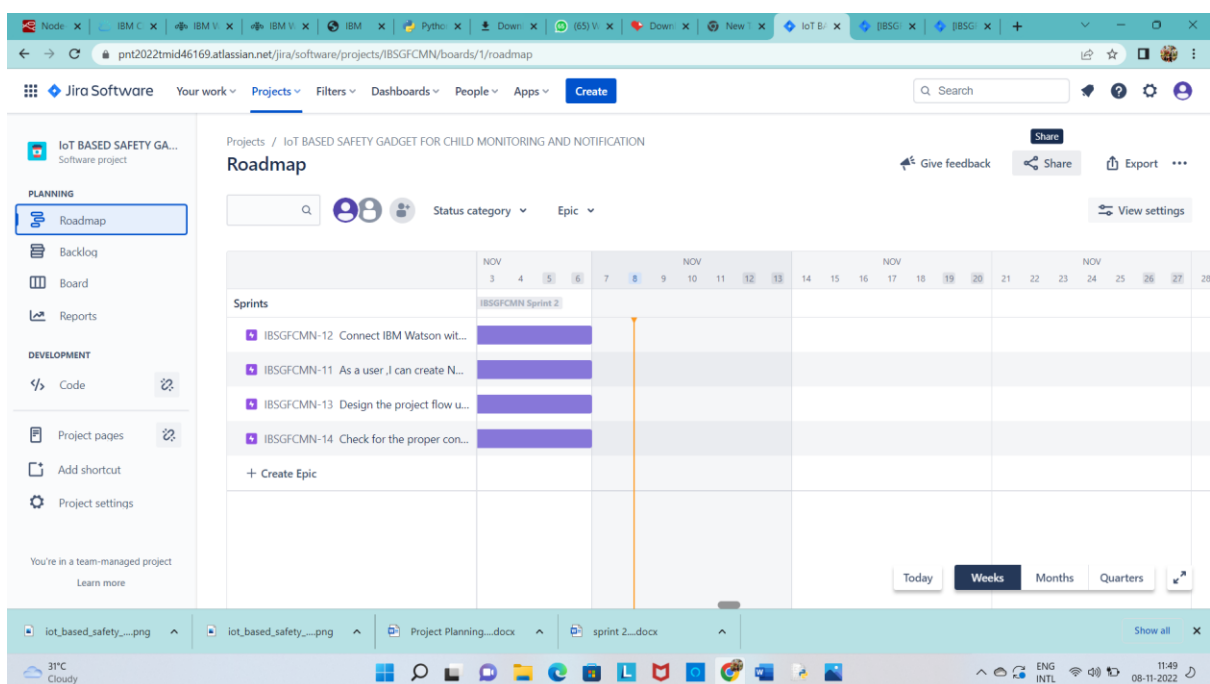 Node- IBM C IBM W IBM W IBM Pytho Down (65) W Down New T IoT BA [IBSG [IBSG
pnt2022tmid46169.atlassian.net/jira/software/projects/IBSGFCMN/boards/1/roadmap
Jira Software Your work Projects Filters Dashboards People Apps Create Search
IoT BASED SAFETY GA...
Software project
Projects / IoT BASED SAFETY GADGET FOR CHILD MONITORING AND NOTIFICATION
Share
Roadmap
Give feedback Share Export
PLANNING
Roadmap
Backlog
Board
Reports
DEVELOPMENT
Code
Project pages
Add shortcut
Project settings
You're in a team-managed project
Learn more
Status category Epic View settings
NOV NOV NOV NOV
3 4 5 6 7 8 9 10 11 12 13 14 15 16 17 18 19 20 21 22 23 24 25 26 27 28
Sprints IBSGFCMN Sprint 2
IBSGFCMN-12 Connect IBM Watson wit...
IBSGFCMN-11 As a user ,I can create N...
IBSGFCMN-13 Design the project flow u...
IBSGFCMN-14 Check for the proper con...
+ Create Epic
Today Weeks Months Quarters
iot_based_safety_....png iot_based_safety_....png Project Planning....docx sprint 2....docx Show all
31°C
Cloudy
ENG
INTL
11:49
08-11-2022